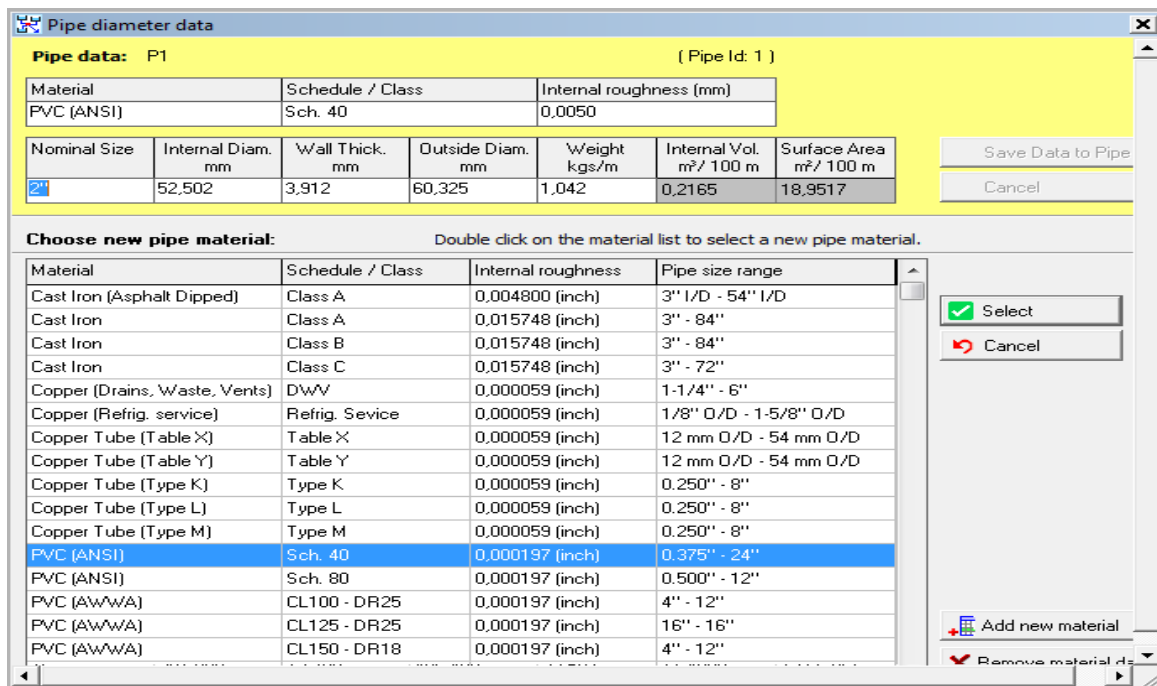 Pipe diameter data
Pipe data: P1 ( Pipe Id: 1 )
Material Schedule / Class Internal roughness (mm)
PVC (ANSI) Sch. 40 0,0050
Nominal Size Internal Diam. mm Wall Thick. mm Outside Diam. mm Weight kgs/m Internal Vol. m³/ 100 m Surface Area m²/ 100 m
2" 52,502 3,912 60,325 1,042 0,2165 18,9517
Save Data to Pipe
Cancel
Choose new pipe material: Double click on the material list to select a new pipe material.
Material Schedule / Class Internal roughness Pipe size range
Cast Iron (Asphalt Dipped) Class A 0,004800 (inch) 3" I/D - 54" I/D
Cast Iron Class A 0,015748 (inch) 3" - 84"
Cast Iron Class B 0,015748 (inch) 3" - 84"
Cast Iron Class C 0,015748 (inch) 3" - 72"
Copper (Drains, Waste, Vents) DWV 0,000059 (inch) 1-1/4" - 6"
Copper (Refrig. service) Refrig. Sevice 0,000059 (inch) 1/8" O/D - 1-5/8" O/D
Copper Tube (Table X) Table X 0,000059 (inch) 12 mm O/D - 54 mm O/D
Copper Tube (Table Y) Table Y 0,000059 (inch) 12 mm O/D - 54 mm O/D
Copper Tube (Type K) Type K 0,000059 (inch) 0.250" - 8"
Copper Tube (Type L) Type L 0,000059 (inch) 0.250" - 8"
Copper Tube (Type M) Type M 0,000059 (inch) 0.250" - 8"
PVC (ANSI) Sch. 40 0,000197 (inch) 0.375" - 24"
PVC (ANSI) Sch. 80 0,000197 (inch) 0.500" - 12"
PVC (AWWA) CL100 - DR25 0,000197 (inch) 4" - 12"
PVC (AWWA) CL125 - DR25 0,000197 (inch) 16" - 16"
PVC (AWWA) CL150 - DR18 0,000197 (inch) 4" - 12"
Select
Cancel
Add new material
Remove material